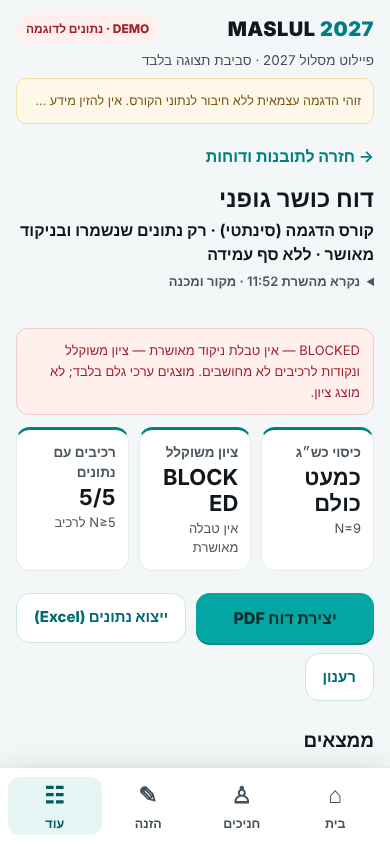 MASLUL 2027
DEMO · נתונים לדוגמה
פיילוט מסלול 2027 · סביבת תצוגה בלבד
זוהי הדגמה עצמאית ללא חיבור לנתוני הקורס. אין להזין מידע ...
→ חזרה לתובנות ודוחות
דוח כושר גופני
קורס הדגמה (סינתטי) · רק נתונים שנשמרו ובניקוד
מאושר · ללא סף עמידה
◀ נקרא מהשרת 11:52 · מקור ומכנה
BLOCKED — אין טבלת ניקוד מאושרת — ציון משוקלל
ונקודות לרכיבים לא מחושבים. מוצגים ערכי גלם בלבד; לא
מוצג ציון.
כיסוי כש״ג
כמעט
כולם
N=9
ציון משוקלל
BLOCK
ED
אין טבלה
מאושרת
רכיבים עם
נתונים
5/5
N≥5 לרכיב
יצירת דוח PDF
ייצוא נתונים (Excel)
רענון
ממצאים
בית
חניכים
הזנה
עוד